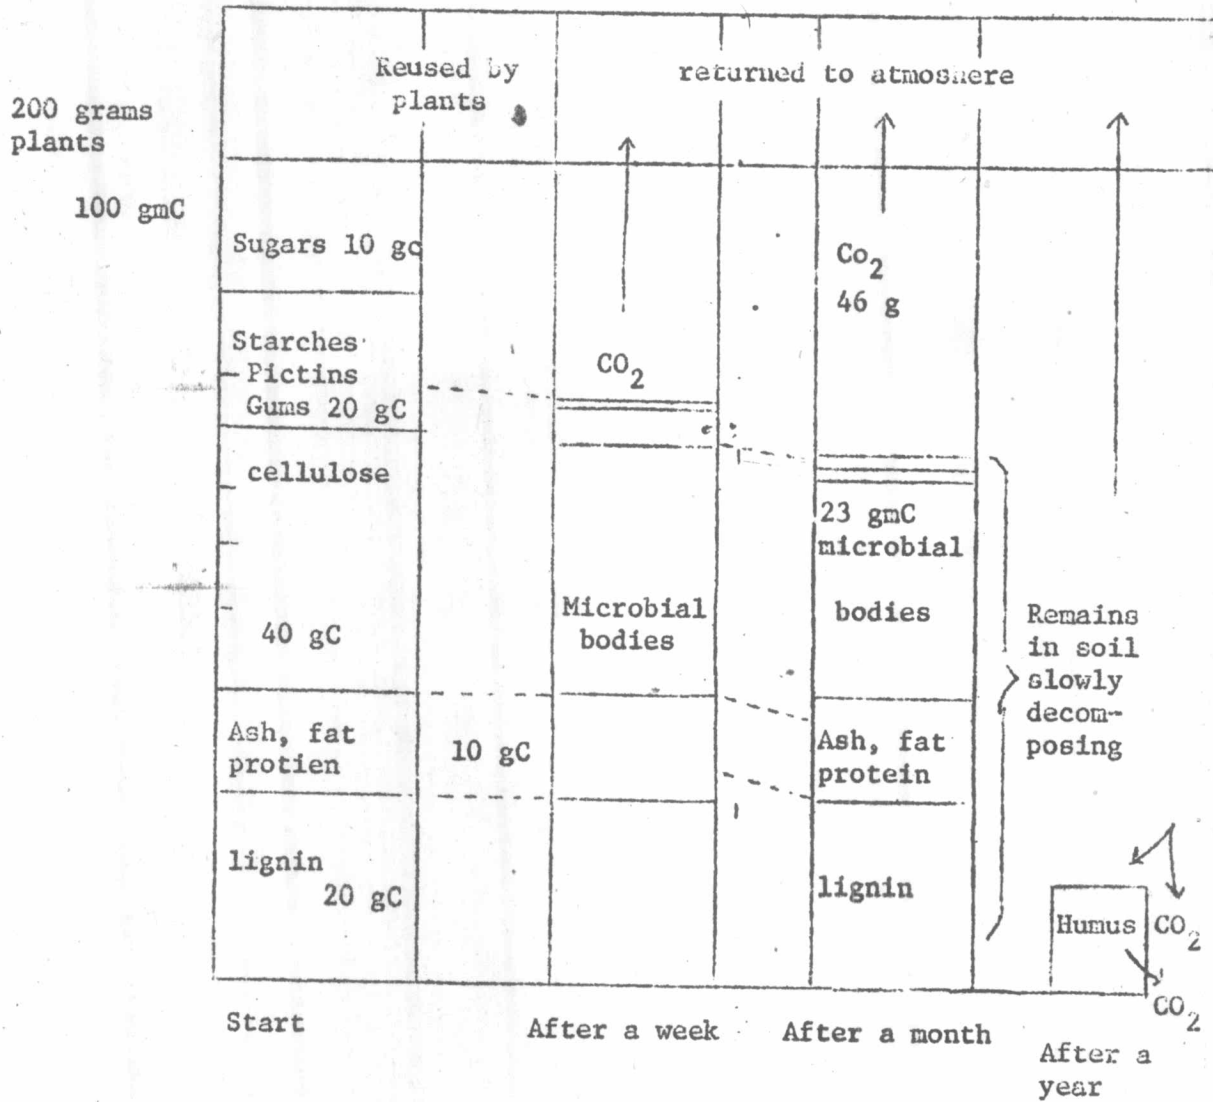 Reused by
plants
returned to atmoshere
200 grams
plants
100 gmC
Sugars 10 gc
Starches
Pictins
Gums 20 gC
cellulose
40 gC
Ash, fat
protien
lignin
20 gC
10 gC
CO2
Microbial
bodies
Co2
46 g
23 gmC
microbial
bodies
Ash, fat
protein
lignin
Remains
in soil
slowly
decom-
posing
Humus
CO2
CO2
Start
After a week
After a month
After a
year